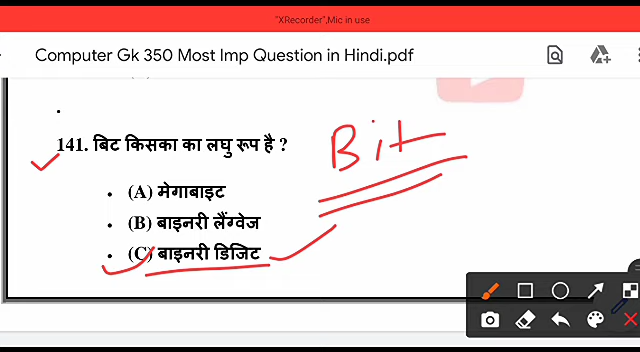 "XRecorder",Mic in use
Computer Gk 350 Most Imp Question in Hindi.pdf
.
141. बिट किसका का लघु रूप है ?
Bit
• (A) मेगाबाइट
• (B) बाइनरी लैंग्वेज
• (C) बाइनरी डिजिट